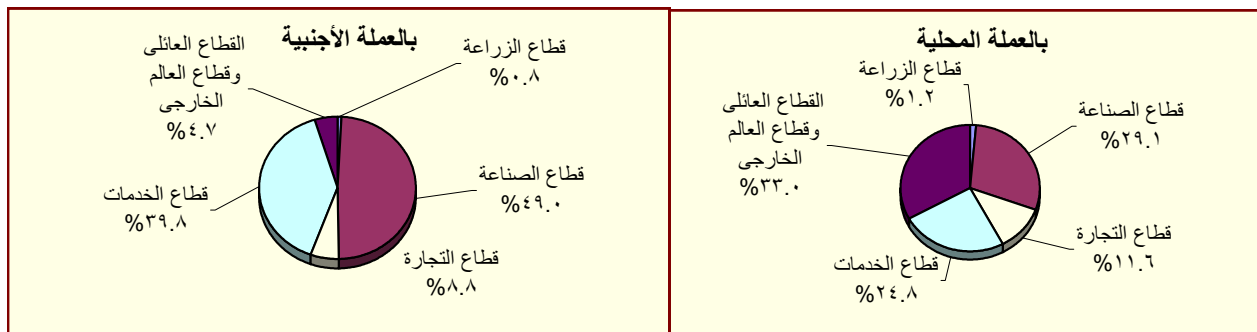 بالعملة المحلية
قطاع الزراعة
%١.٢
قطاع الصناعة
%٢٩.١
قطاع التجارة
%١١.٦
قطاع الخدمات
%٢٤.٨
القطاع العائلى
وقطاع العالم
الخارجى
%٣٣.٠
بالعملة الأجنبية
قطاع الزراعة
%٠.٨
قطاع الصناعة
%٤٩.٠
قطاع التجارة
%٨.٨
قطاع الخدمات
%٣٩.٨
القطاع العائلى
وقطاع العالم
الخارجى
%٤.٧